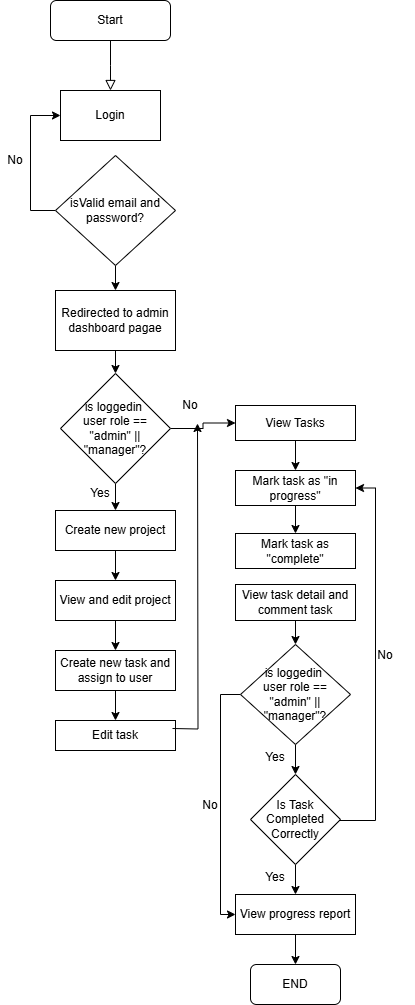 Start
Login
No
isValid email and
password?
Redirected to admin
dashboard pagae
is loggedin
user role ==
"admin" ||
"manager"?
No
Yes
Create new project
View and edit project
Create new task and
assign to user
Edit task
View Tasks
Mark task as "in
progress"
Mark task as
"complete"
View task detail and
comment task
is loggedin
user role ==
"admin" ||
"manager"?
No
Yes
No
Is Task
Completed
Correctly
Yes
View progress report
END